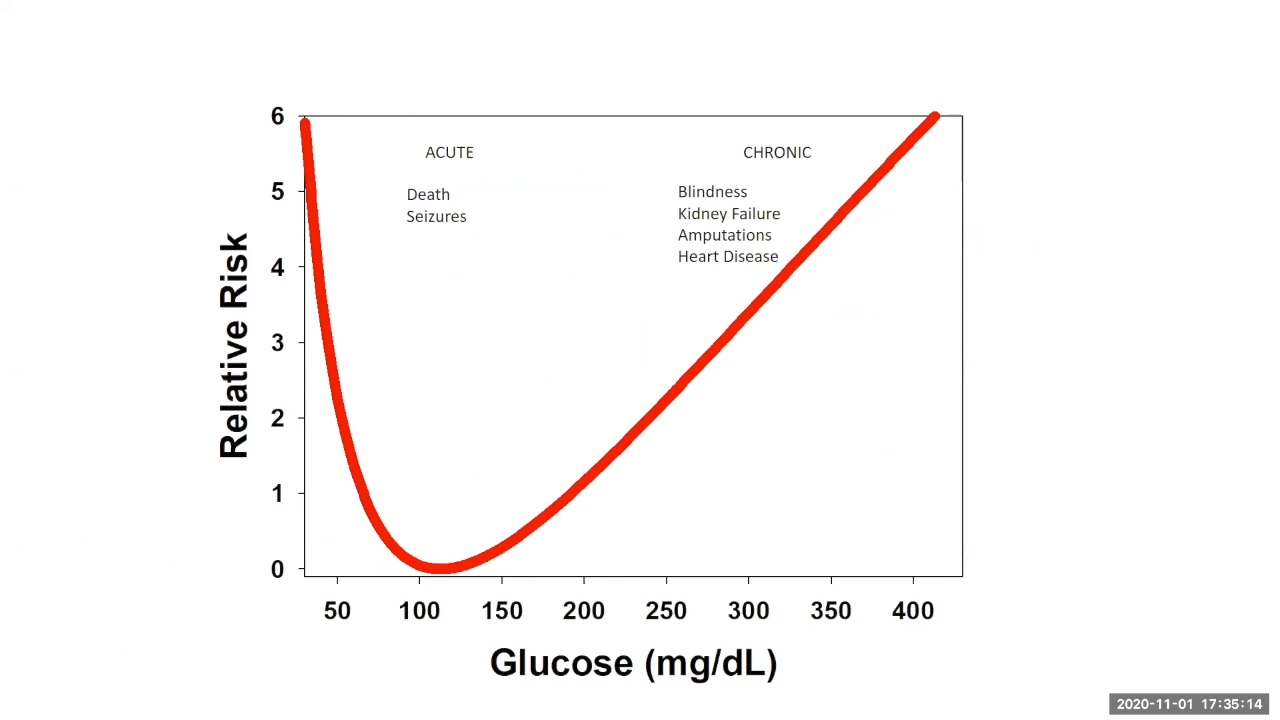 6
ACUTE
CHRONIC
5
Death
Seizures
Blindness
Kidney Failure
Amputations
Heart Disease
4
3
2
1
0
Relative Risk
50 100 150 200 250 300 350 400
Glucose (mg/dL)
2020-11-01 17:35:14